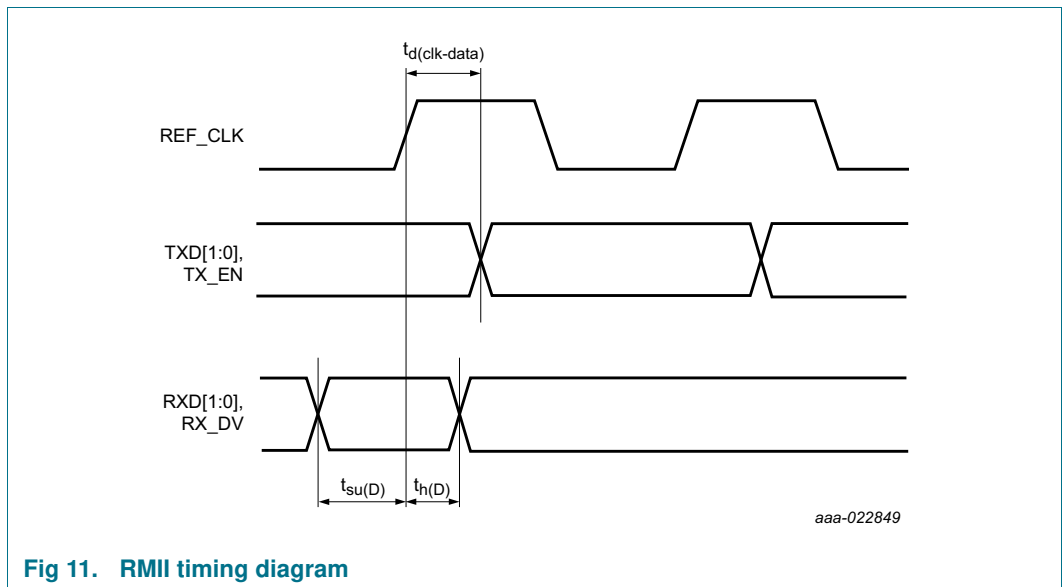 td(clk-data)
REF_CLK
TXD[1:0],
TX_EN
RXD[1:0],
RX_DV
tsu(D)
th(D)
aaa-022849
Fig 11. RMII timing diagram